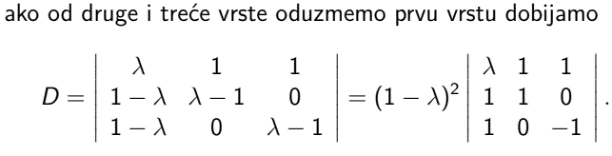 ako od druge i treće vrste oduzmemo prvu vrstu dobijamo
D = | λ 1 1 ; 1 − λ λ − 1 0 ; 1 − λ 0 λ − 1 | = (1 − λ)² | λ 1 1 ; 1 1 0 ; 1 0 −1 | .